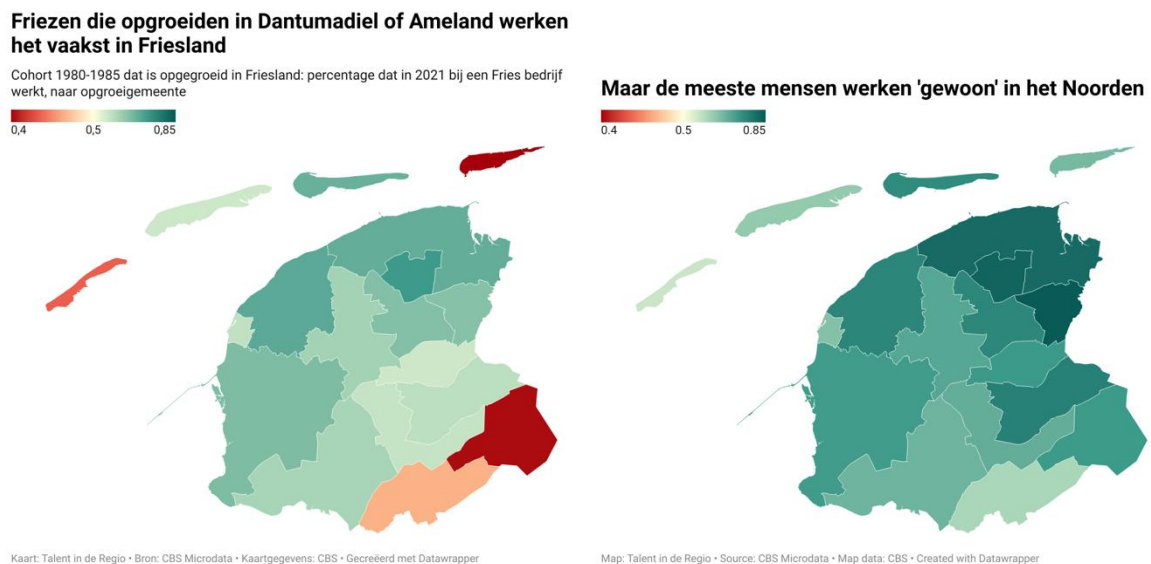 Friezen die opgroeiden in Dantumadiel of Ameland werken
het vaakst in Friesland
Cohort 1980-1985 dat is opgegroeid in Friesland: percentage dat in 2021 bij een Fries bedrijf
werkt, naar opgroeigemeente
0,4 0,5 0,85
Kaart: Talent in de Regio • Bron: CBS Microdata • Kaartgegevens: CBS • Gecreëerd met Datawrapper
Maar de meeste mensen werken 'gewoon' in het Noorden
0.4 0.5 0.85
Map: Talent in de Regio • Source: CBS Microdata • Map data: CBS • Created with Datawrapper